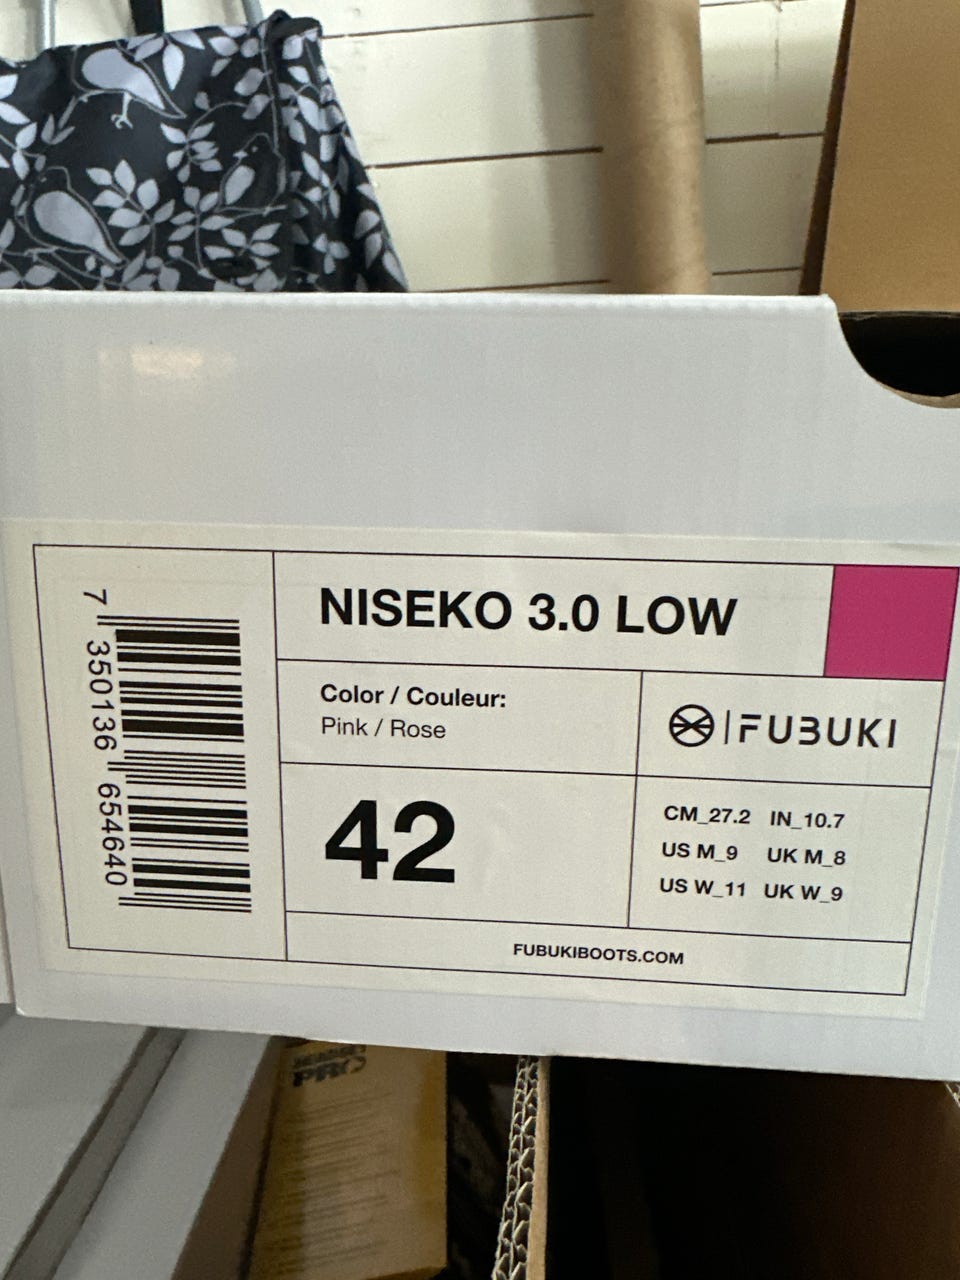 7 350136 654640
NISEKO 3.0 LOW
Color / Couleur:
Pink / Rose
FUBUKI
42
CM_27.2 IN_10.7
US M_9 UK M_8
US W_11 UK W_9
FUBUKIBOOTS.COM